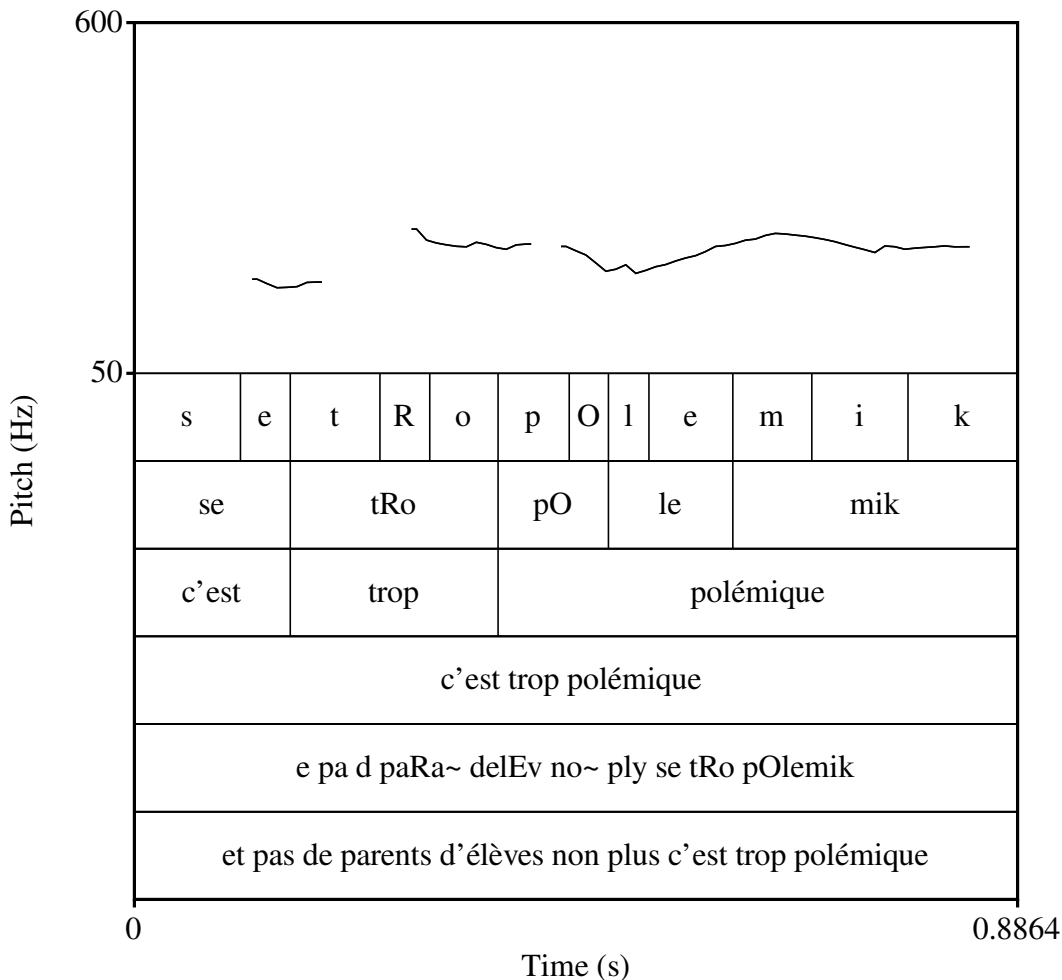 600
50
Pitch (Hz)
s e t R o p O l e m i k
se tRo pO le mik
c’est trop polémique
c’est trop polémique
e pa d paRa~ delEv no~ ply se tRo pOlemik
et pas de parents d’élèves non plus c’est trop polémique
0 0.8864
Time (s)